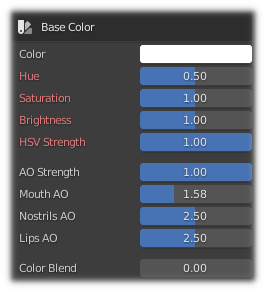 Base Color
Color
Hue 0.50
Saturation 1.00
Brightness 1.00
HSV Strength 1.00
AO Strength 1.00
Mouth AO 1.58
Nostrils AO 2.50
Lips AO 2.50
Color Blend 0.00